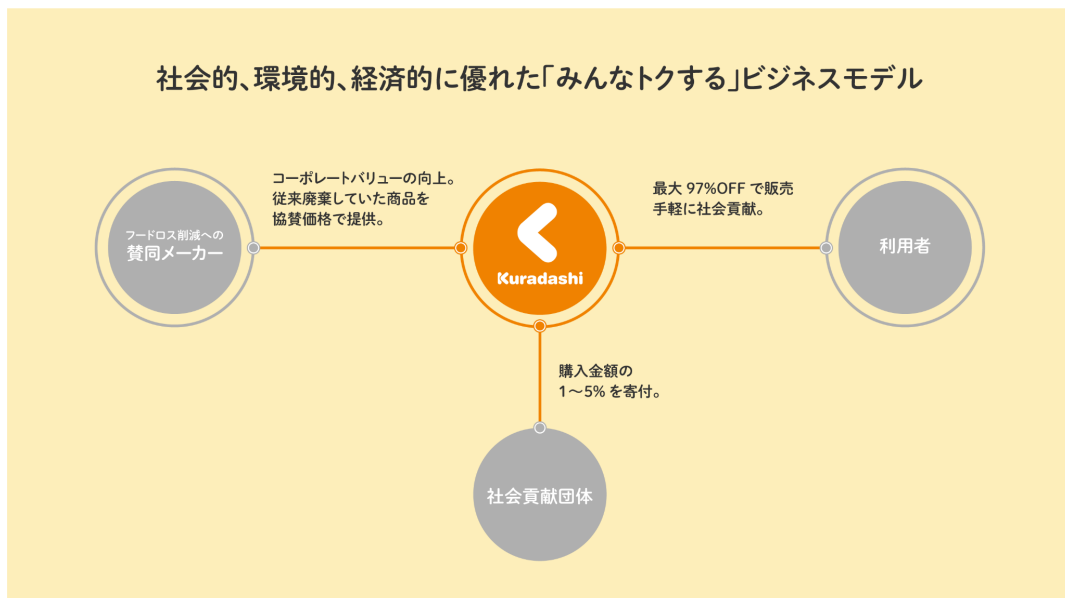 社会的、環境的、経済的に優れた「みんなトクする」ビジネスモデル
コーポレートバリューの向上。
従来廃棄していた商品を
協賛価格で提供。
最大 97%OFF で販売
手軽に社会貢献。
フードロス削減への
賛同メーカー
Kuradashi
利用者
購入金額の
1〜5% を寄付。
社会貢献団体